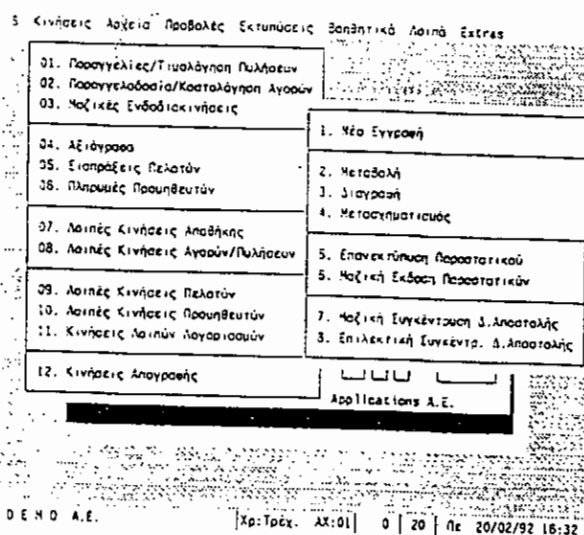 S Κινήσεις Αρχεία Προβολές Εκτυπώσεις Βοηθητικά Λοιπά Extras
01. Παραγγελίες/Τιμολόγηση Πωλήσεων
02. Παραγγελοδοσία/Κοστολόγηση Αγορών
03. Μαζικές Ενδοδιακινήσεις
04. Αξιόγραφα
05. Εισπράξεις Πελατών
06. Πληρωμές Προμηθευτών
07. Λοιπές Κινήσεις Αποθήκης
08. Λοιπές Κινήσεις Αγορών/Πωλήσεων
09. Λοιπές Κινήσεις Πελατών
10. Λοιπές Κινήσεις Προμηθευτών
11. Κινήσεις Λοιπών Λογαριασμών
12. Κινήσεις Απογραφής
1. Νέα Εγγραφή
2. Μεταβολή
3. Διαγραφή
4. Μετασχηματισμός
5. Επανεκτύπωση Παραστατικού
6. Μαζική Εκδοση Παραστατικών
7. Μαζική Συγκέντρωση Δ.Αποστολής
8. Επιλεκτική Συγκέντρ. Δ.Αποστολής
Applications A.E.
D E M O A.E. Χρ:Τρέχ. ΑΧ:01 0 20 Πε 20/02/92 16:32